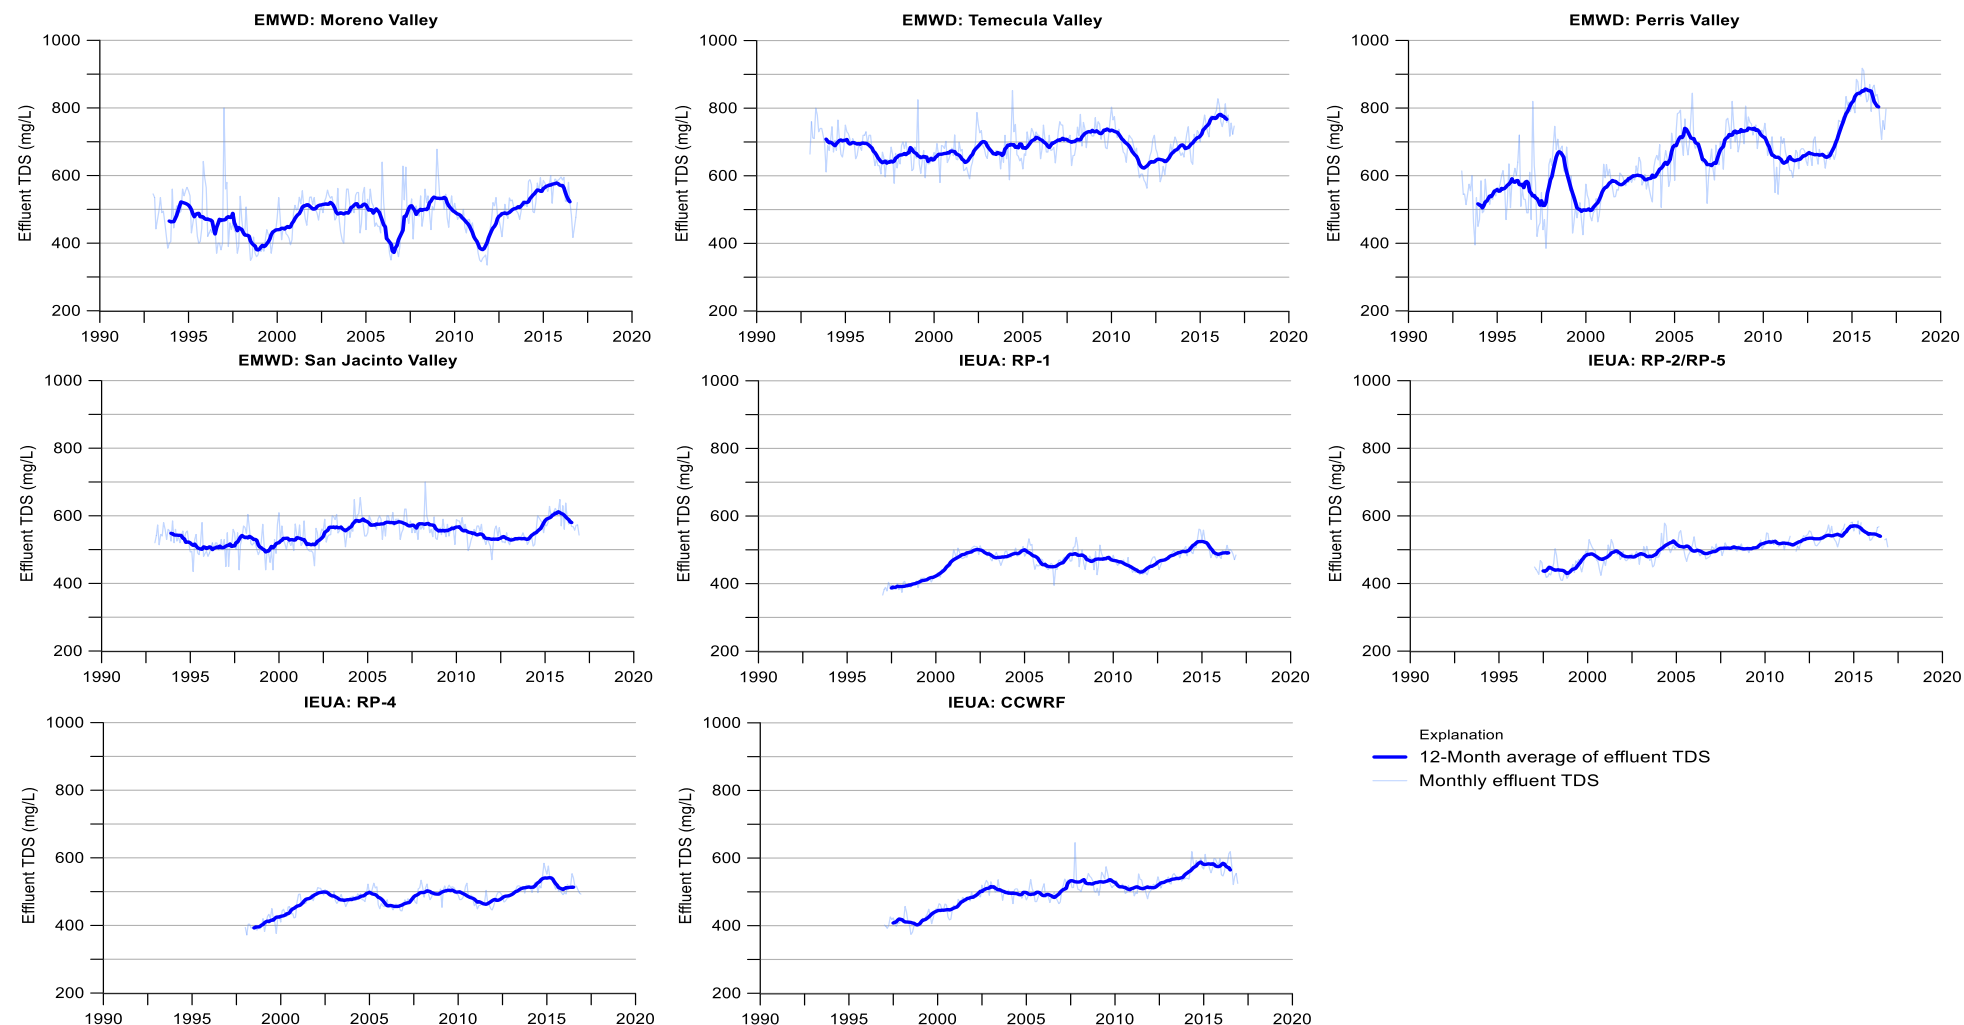 EMWD: Moreno Valley
1000
800
600
400
200
Effluent TDS (mg/L)
1990 1995 2000 2005 2010 2015 2020
EMWD: Temecula Valley
1000
800
600
400
200
Effluent TDS (mg/L)
1990 1995 2000 2005 2010 2015 2020
EMWD: Perris Valley
1000
800
600
400
200
Effluent TDS (mg/L)
1990 1995 2000 2005 2010 2015 2020
EMWD: San Jacinto Valley
1000
800
600
400
200
Effluent TDS (mg/L)
1990 1995 2000 2005 2010 2015 2020
IEUA: RP-1
1000
800
600
400
200
Effluent TDS (mg/L)
1990 1995 2000 2005 2010 2015 2020
IEUA: RP-2/RP-5
1000
800
600
400
200
Effluent TDS (mg/L)
1990 1995 2000 2005 2010 2015 2020
IEUA: RP-4
1000
800
600
400
200
Effluent TDS (mg/L)
1990 1995 2000 2005 2010 2015 2020
IEUA: CCWRF
1000
800
600
400
200
Effluent TDS (mg/L)
1990 1995 2000 2005 2010 2015 2020
Explanation
12-Month average of effluent TDS
Monthly effluent TDS